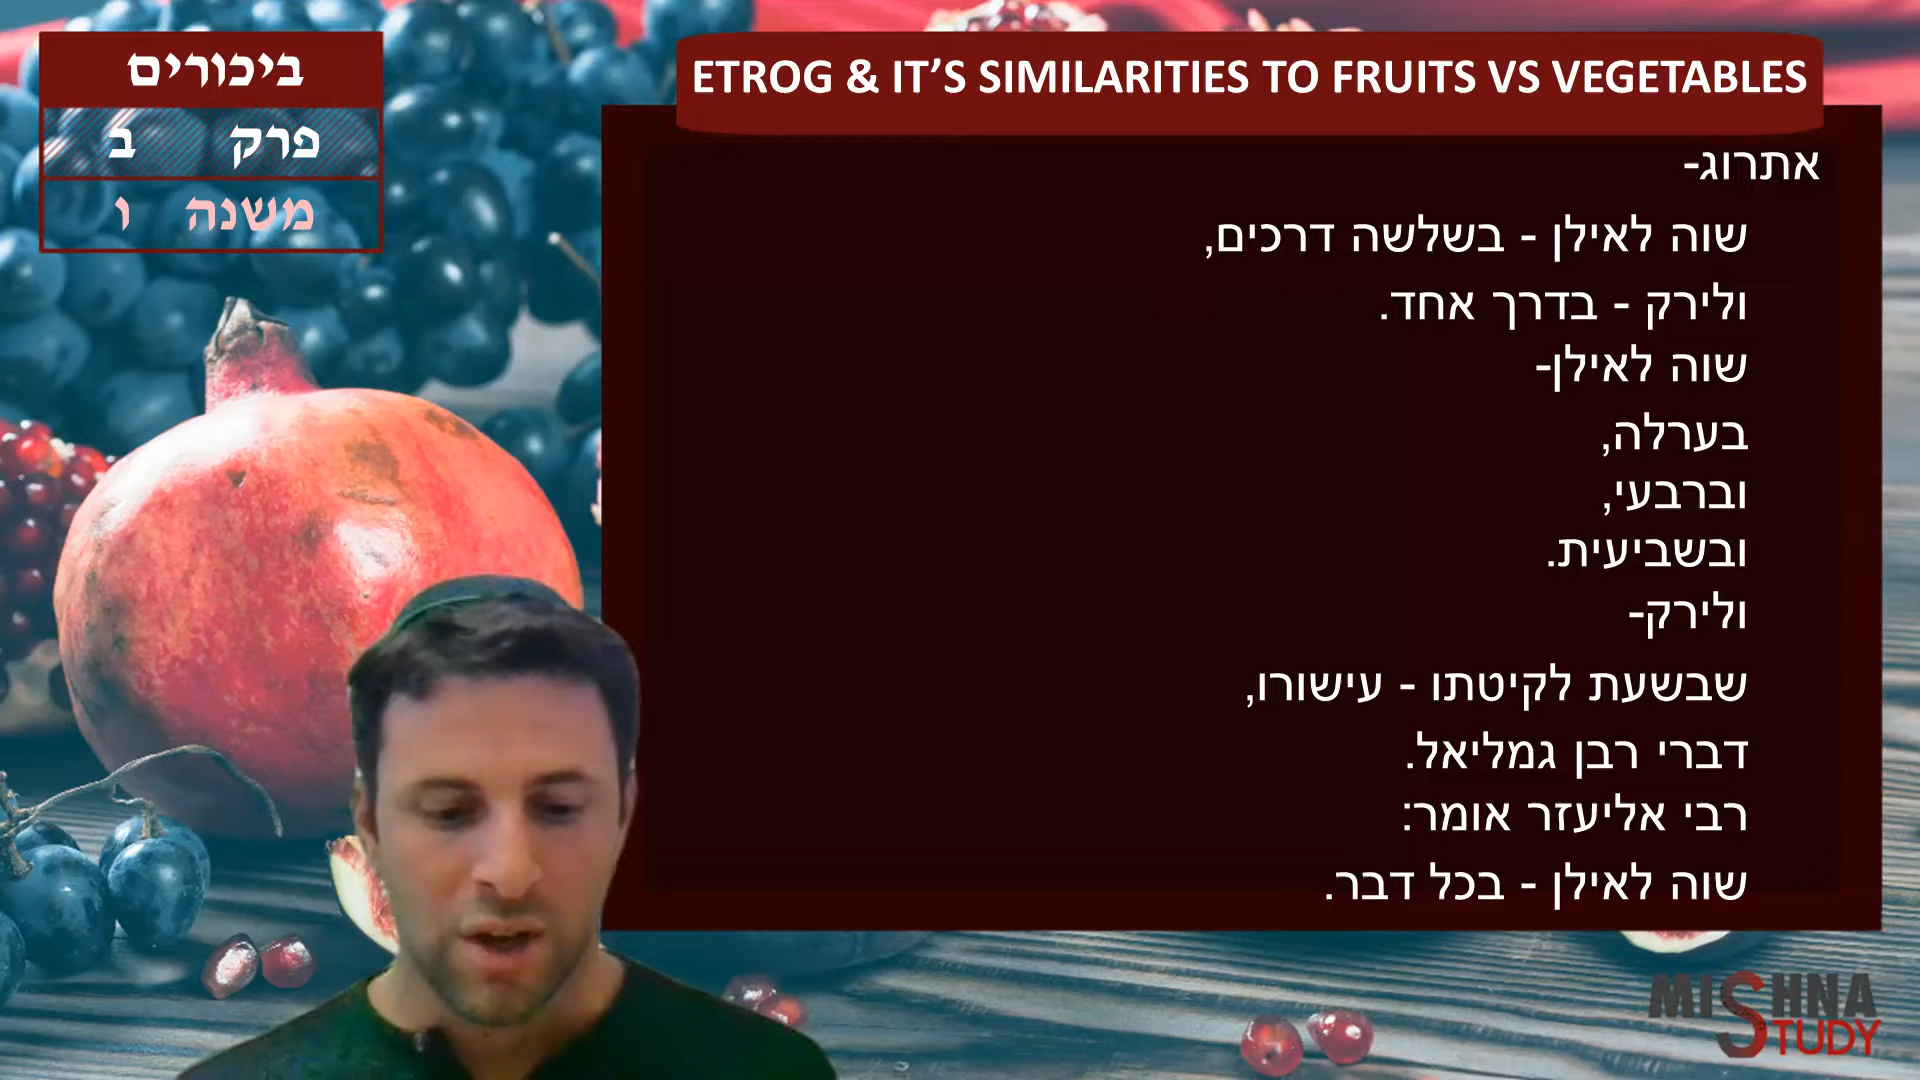 ביכורים
פרק ב
משנה ו
ETROG & IT’S SIMILARITIES TO FRUITS VS VEGETABLES
אתרוג-
שוה לאילן - בשלשה דרכים,
ולירק - בדרך אחד.
שוה לאילן-
בערלה,
וברבעי,
ובשביעית.
ולירק-
שבשעת לקיטתו - עישורו,
דברי רבן גמליאל.
רבי אליעזר אומר:
שוה לאילן - בכל דבר.
MISHNA
STUDY